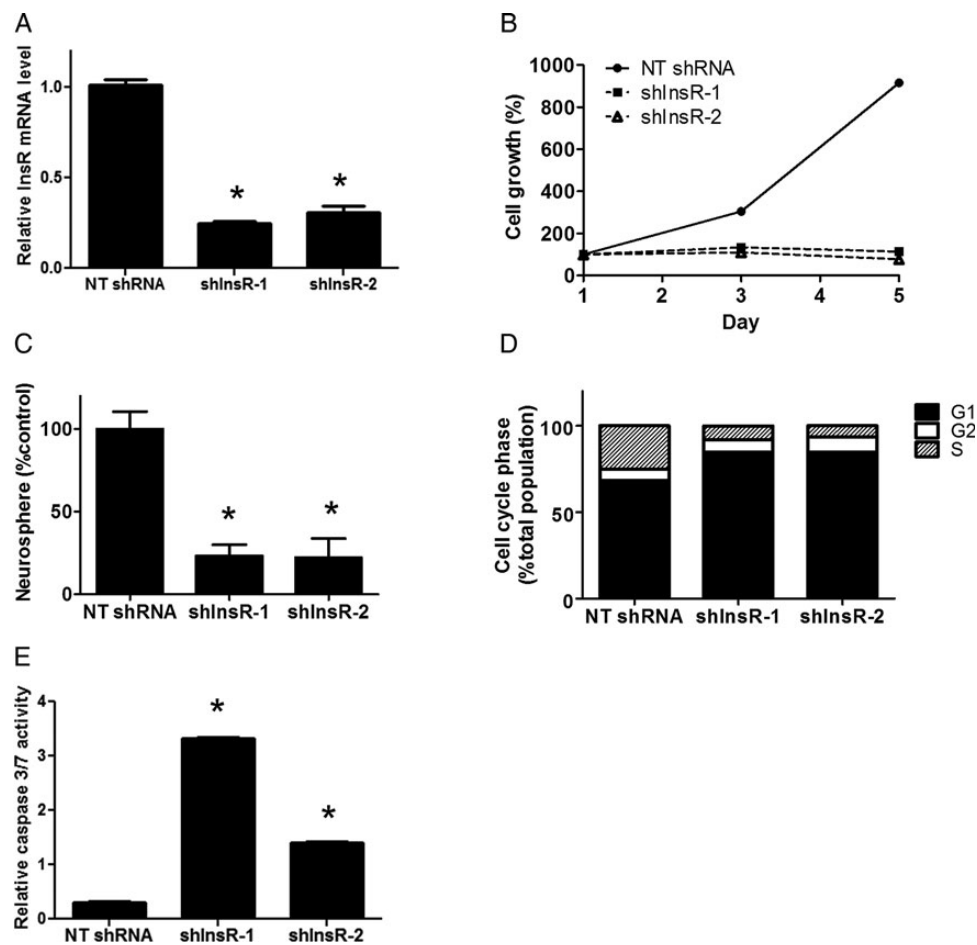 A
Relative InsR mRNA level
1.0
0.5
0.0
NT shRNA shInsR-1 shInsR-2
*
*
B
Cell growth (%)
1000
800
600
400
200
0
1 2 3 4 5
Day
NT shRNA
shInsR-1
shInsR-2
C
Neurosphere (%control)
100
50
0
NT shRNA shInsR-1 shInsR-2
*
*
D
Cell cycle phase
(%total population)
100
50
0
NT shRNA shInsR-1 shInsR-2
G1
G2
S
E
Relative caspase 3/7 activity
4
3
2
1
0
NT shRNA shInsR-1 shInsR-2
*
*